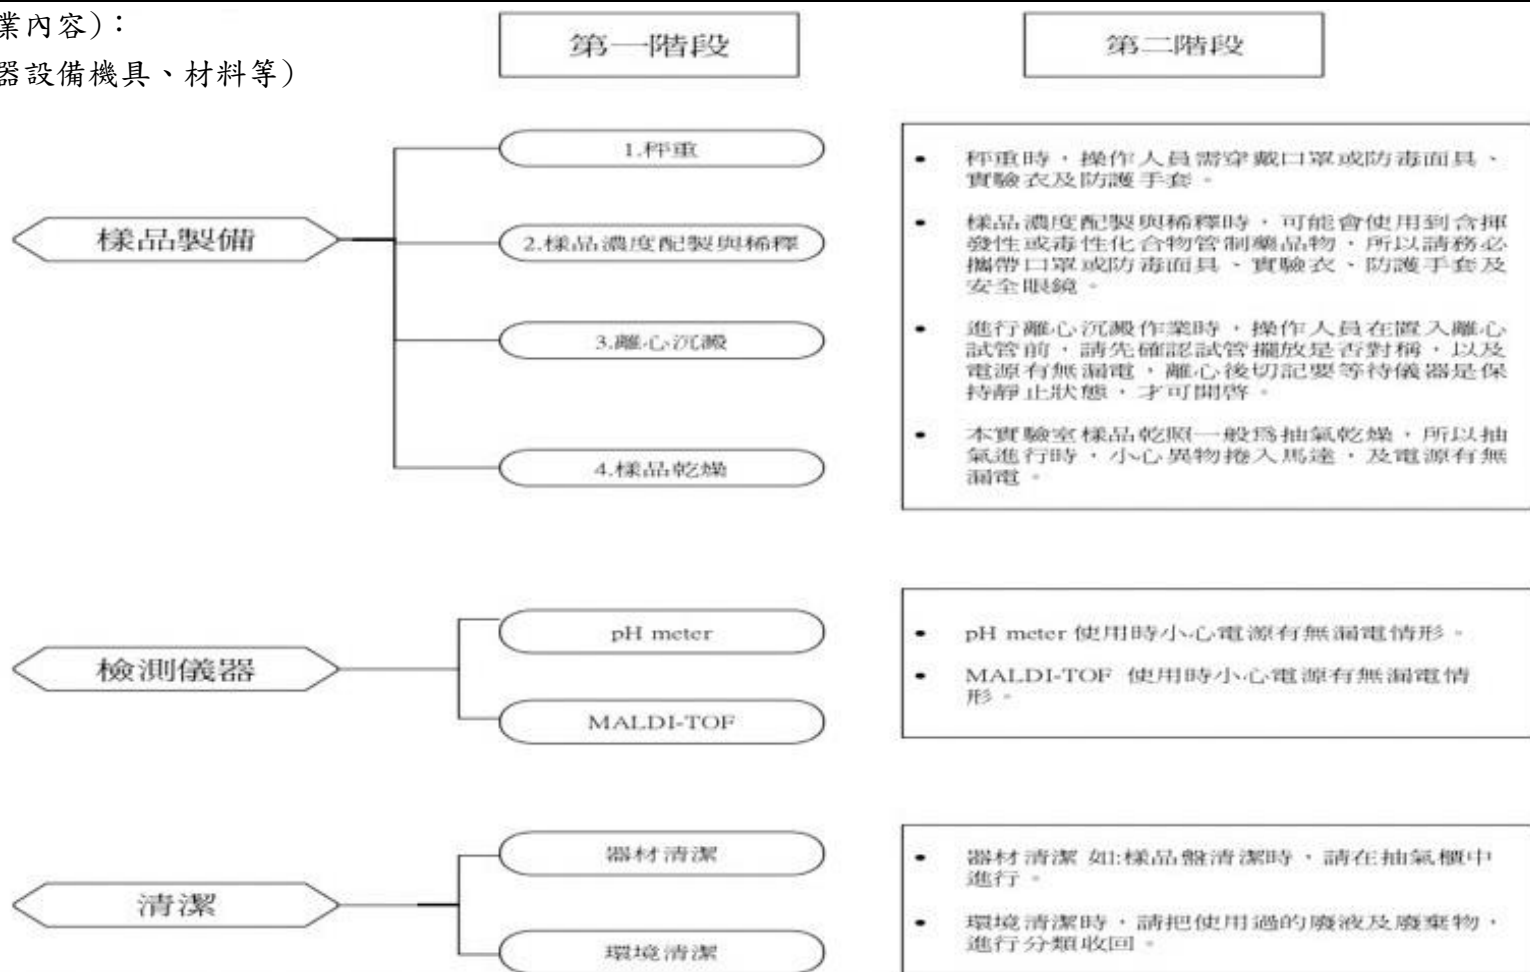 業內容)：
器設備機具、材料等)
第一階段
第二階段
樣品製備
1.秤重
2.樣品濃度配製與稀釋
3.離心沉澱
4.樣品乾燥
• 秤重時，操作人員需穿戴口罩或防毒面具、
實驗衣及防護手套。
• 樣品濃度配製與稀釋時，可能會使用到含揮
發性或毒性化合物管制藥品物，所以請務必
攜帶口罩或防毒面具、實驗衣、防護手套及
安全眼鏡。
• 進行離心沉澱作業時，操作人員在置入離心
試管前，請先確認試管擺放是否對稱，以及
電源有無漏電，離心後切記要等待儀器是保
持靜止狀態，才可開啓。
• 本實驗室樣品乾照一般爲抽氣乾燥，所以抽
氣進行時，小心異物捲入馬達，及電源有無
漏電。
檢測儀器
pH meter
MALDI-TOF
• pH meter 使用時小心電源有無漏電情形。
• MALDI-TOF 使用時小心電源有無漏電情
形。
清潔
器材清潔
環境清潔
• 器材清潔 如:樣品盤清潔時，請在抽氣櫃中
進行。
• 環境清潔時，請把使用過的廢液及廢棄物，
進行分類收回。